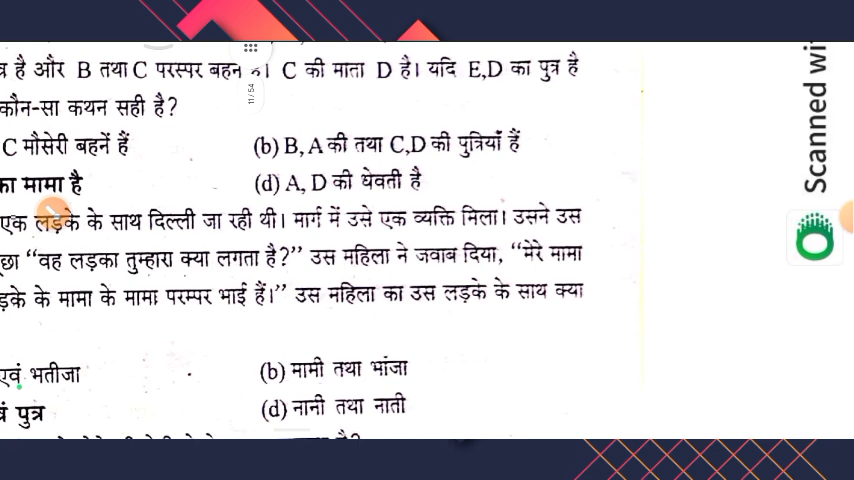 है और B तथा C परस्पर बहन C की माता D है। यदि E,D का पुत्र है
कौन-सा कथन सही है?
C मौसेरी बहनें हैं
(b) B, A की तथा C,D की पुत्रियाँ हैं
मामा है
(d) A, D की धेवती है
एक लड़के के साथ दिल्ली जा रही थी। मार्ग में उसे एक व्यक्ति मिला। उसने उस
"वह लड़का तुम्हारा क्या लगता है?" उस महिला ने जवाब दिया, "मेरे मामा
के मामा के मामा परम्पर भाई हैं।" उस महिला का उस लड़के के साथ क्या
एवं भतीजा
(b) मामी तथा भांजा
पुत्र
(d) नानी तथा नाती
11/54
Scanned wi